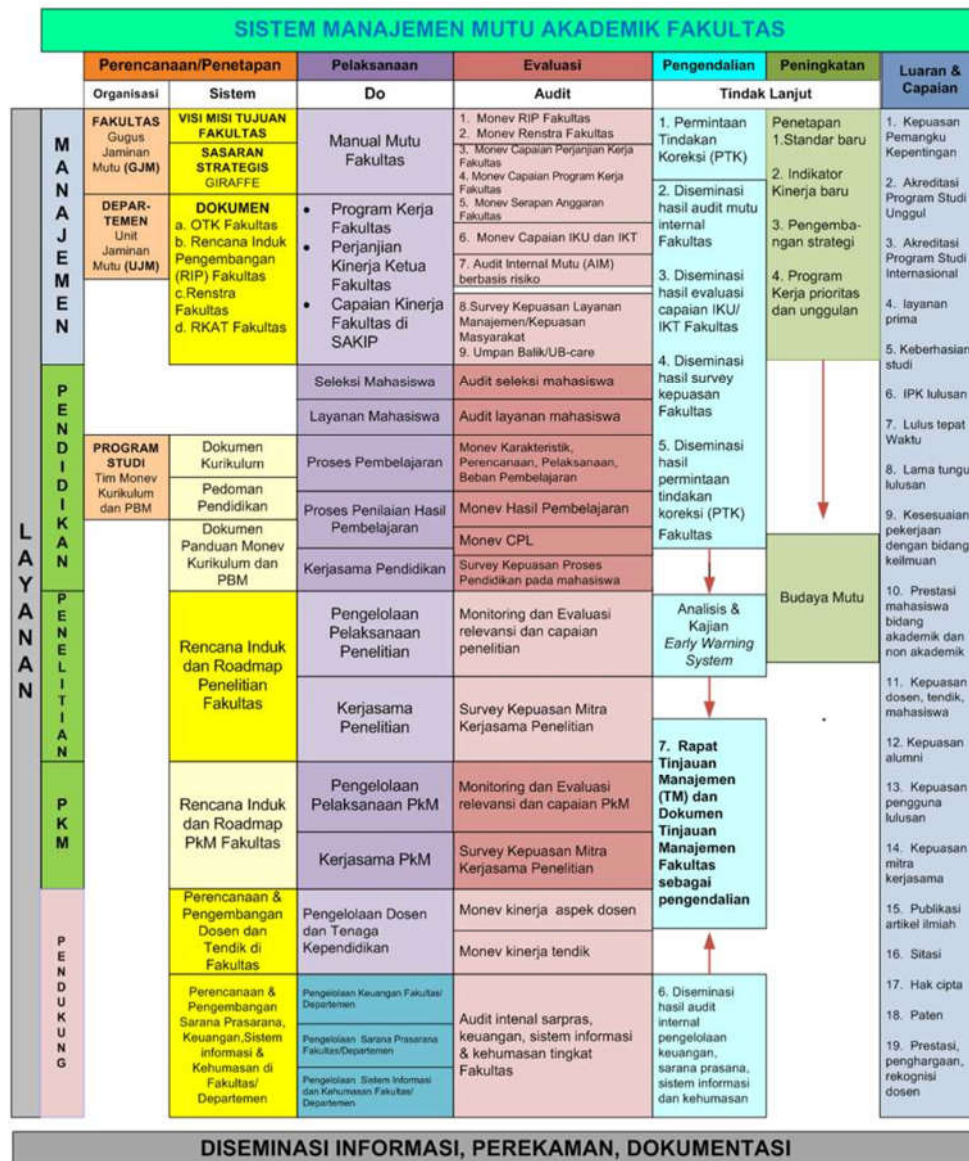 SISTEM MANAJEMEN MUTU AKADEMIK FAKULTAS
Perencanaan/Penetapan
Pelaksanaan
Evaluasi
Pengendalian
Peningkatan
Luaran &
Capaian
Organisasi
Sistem
Do
Audit
Tindak Lanjut
LAYANAN
MANAJEMEN
FAKULTAS
Gugus
Jaminan
Mutu (GJM)
DEPAR-
TEMEN
Unit
Jaminan
Mutu (UJM)
VISI MISI TUJUAN
FAKULTAS
SASARAN
STRATEGIS
GIRAFFE
DOKUMEN
a. OTK Fakultas
b. Rencana Induk
Pengembangan
(RIP) Fakultas
c.Renstra
Fakultas
d. RKAT Fakultas
Manual Mutu
Fakultas
• Program Kerja
Fakultas
• Perjanjian
Kinerja Ketua
Fakultas
• Capaian Kinerja
Fakultas di
SAKIP
1. Monev RIP Fakultas
2. Monev Renstra Fakultas
3. Monev Capaian Perjanjian Kerja
Fakultas
4. Monev Capaian Program Kerja
Fakultas
5. Monev Serapan Anggaran
Fakultas
6. Monev Capaian IKU dan IKT
7. Audit Internal Mutu (AIM)
berbasis risiko
8.Survey Kepuasan Layanan
Manajemen/Kepuasan
Masyarakat
9. Umpan Balik/UB-care
PENDIDIKAN
PROGRAM
STUDI
Tim Monev
Kurikulum
dan PBM
Dokumen
Kurikulum
Pedoman
Pendidikan
Dokumen
Panduan Monev
Kurikulum dan
PBM
Seleksi Mahasiswa
Layanan Mahasiswa
Proses Pembelajaran
Proses Penilaian Hasil
Pembelajaran
Kerjasama Pendidikan
Audit seleksi mahasiswa
Audit layanan mahasiswa
Monev Karakteristik,
Perencanaan, Pelaksanaan,
Beban Pembelajaran
Monev Hasil Pembelajaran
Monev CPL
Survey Kepuasan Proses
Pendidikan pada mahasiswa
PENELITIAN
Rencana Induk
dan Roadmap
Penelitian
Fakultas
Pengelolaan
Pelaksanaan
Penelitian
Kerjasama
Penelitian
Monitoring dan Evaluasi
relevansi dan capaian
penelitian
Survey Kepuasan Mitra
Kerjasama Penelitian
PKM
Rencana Induk
dan Roadmap
PkM Fakultas
Pengelolaan
Pelaksanaan PkM
Kerjasama PkM
Monitoring dan Evaluasi
relevansi dan capaian PkM
Survey Kepuasan Mitra
Kerjasama Penelitian
PENDUKUNG
Perencanaan &
Pengembangan
Dosen dan
Tendik di
Fakultas
Perencanaan &
Pengembangan
Sarana Prasarana,
Keuangan,Sistem
informasi &
Kehumasan di
Fakultas/
Departemen
Pengelolaan Dosen
dan Tenaga
Kependidikan
Pengelolaan Keuangan Fakultas/
Departemen
Pengelolaan Sarana Prasarana
Fakultas/Departemen
Pengelolaan Sistem Informasi
dan Kehumasan Fakultas/
Departemen
Monev kinerja aspek dosen
Monev kinerja tendik
Audit intenal sarpras,
keuangan, sistem informasi
& kehumasan tingkat
Fakultas
1. Permintaan
Tindakan
Koreksi (PTK)
2. Diseminasi
hasil audit mutu
internal
Fakultas
3. Diseminasi
hasil evaluasi
capaian IKU/
IKT Fakultas
4. Diseminasi
hasil survey
kepuasan
Fakultas
5. Diseminasi
hasil
permintaan
tindakan
koreksi (PTK)
Fakultas
Analisis &
Kajian
Early Warning
System
7. Rapat
Tinjauan
Manajemen
(TM) dan
Dokumen
Tinjauan
Manajemen
Fakultas
sebagai
pengendalian
6. Diseminasi
hasil audit
internal
pengelolaan
keuangan,
sarana prasana,
sistem informasi
dan kehumasan
Penetapan
1.Standar baru
2. Indikator
Kinerja baru
3. Pengemba-
ngan strategi
4. Program
Kerja prioritas
dan unggulan
Budaya Mutu
1. Kepuasan
Pemangku
Kepentingan
2. Akreditasi
Program Studi
Unggul
3. Akreditasi
Program Studi
Internasional
4. layanan
prima
5. Keberhasian
studi
6. IPK lulusan
7. Lulus tepat
Waktu
8. Lama tungu
lulusan
9. Kesesuaian
pekerjaan
dengan bidang
keilmuan
10. Prestasi
mahasiswa
bidang
akademik dan
non akademik
11. Kepuasan
dosen, tendik,
mahasiswa
12. Kepuasan
alumni
13. Kepuasan
pengguna
lulusan
14. Kepuasan
mitra
kerjasama
15. Publikasi
artikel ilmiah
16. Sitasi
17. Hak cipta
18. Paten
19. Prestasi,
penghargaan,
rekognisi
dosen
DISEMINASI INFORMASI, PEREKAMAN, DOKUMENTASI